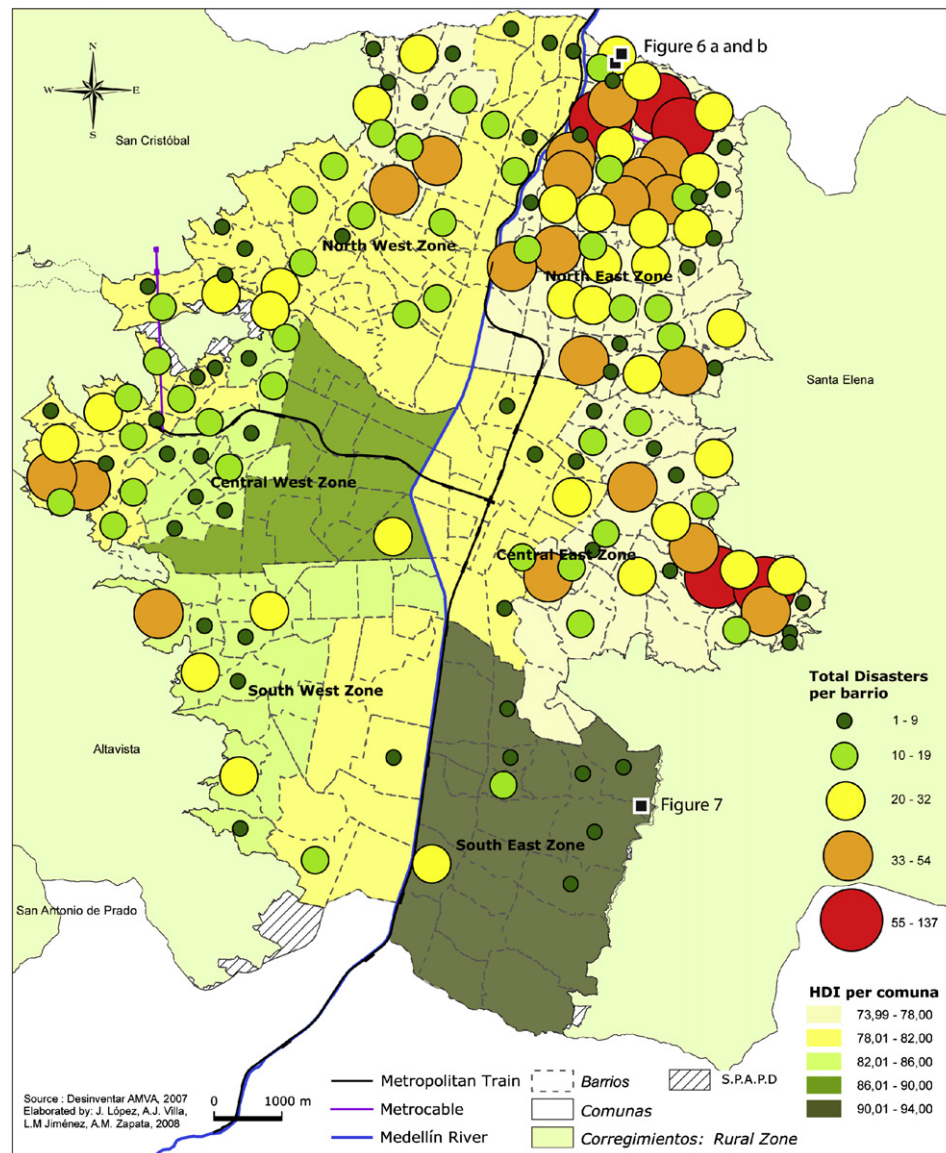 Figure 6 a and b
N
W
E
S
San Cristóbal
North West Zone
North East Zone
Santa Elena
Central West Zone
Central East Zone
South West Zone
Altavista
Figure 7
South East Zone
San Antonio de Prado
Total Disasters
per barrio
1 - 9
10 - 19
20 - 32
33 - 54
55 - 137
HDI per comuna
73,99 - 78,00
78,01 - 82,00
82,01 - 86,00
86,01 - 90,00
90,01 - 94,00
Source : Desinventar AMVA, 2007
Elaborated by: J. López, A.J. Villa,
L.M Jiménez, A.M. Zapata, 2008
0 1000 m
Metropolitan Train
Metrocable
Medellín River
Barrios
Comunas
Corregimientos: Rural Zone
S.P.A.P.D